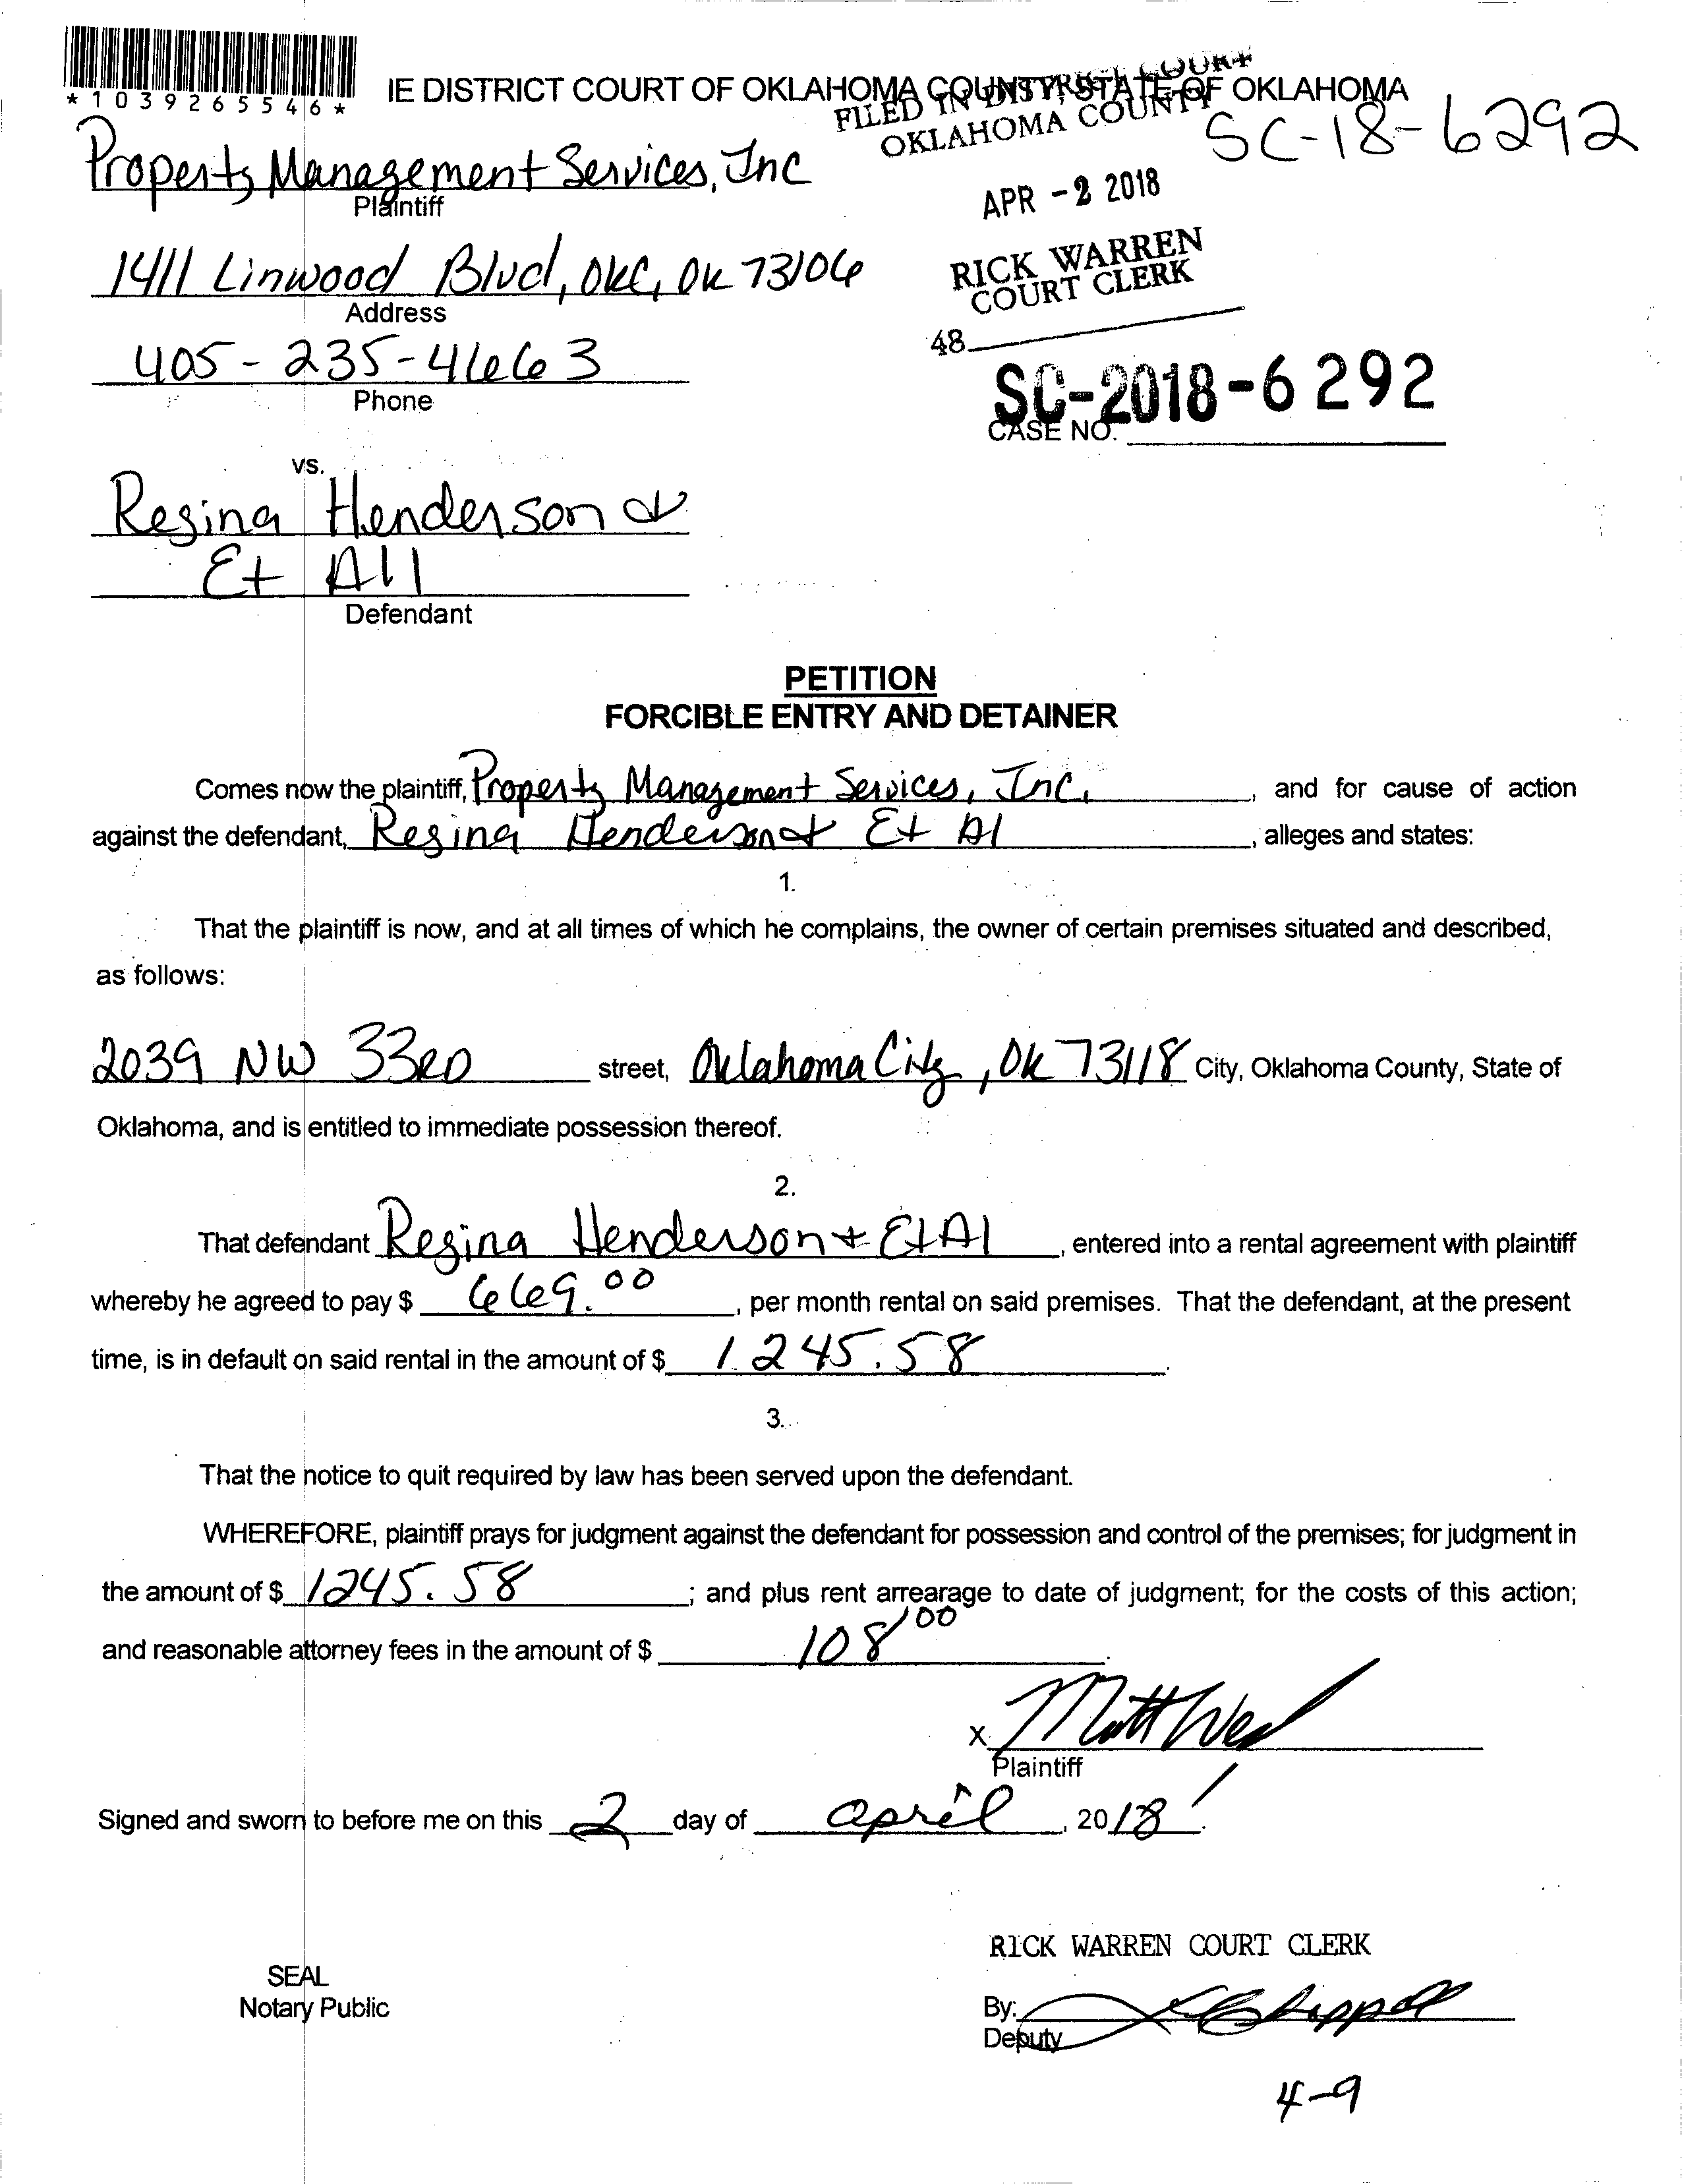 *1039265546*
IE DISTRICT COURT OF OKLAHOMA COUNTY, STATE OF OKLAHOMA
FILED IN DISTRICT COURT
OKLAHOMA COUNTY
SC-18-6292
Property Management Services, Inc
Plaintiff
APR -2 2018
1411 Linwood Blvd, OKC, OK 73106
Address
RICK WARREN
COURT CLERK
405-235-4663
Phone
48
SC-2018-6292
CASE NO.
vs.
Regina Henderson &
Et All
Defendant
PETITION
FORCIBLE ENTRY AND DETAINER
Comes now the plaintiff, Property Management Services, Inc. , and for cause of action
against the defendant, Regina Henderson & Et Al , alleges and states:
1.
That the plaintiff is now, and at all times of which he complains, the owner of certain premises situated and described,
as follows:
2039 NW 33RD street, Oklahoma City, OK 73118 City, Oklahoma County, State of
Oklahoma, and is entitled to immediate possession thereof.
2.
That defendant Regina Henderson & Et Al , entered into a rental agreement with plaintiff
whereby he agreed to pay $ 669.00 , per month rental on said premises. That the defendant, at the present
time, is in default on said rental in the amount of $ 1245.58 .
3.
That the notice to quit required by law has been served upon the defendant.
WHEREFORE, plaintiff prays for judgment against the defendant for possession and control of the premises; for judgment in
the amount of $ 1245.58 ; and plus rent arrearage to date of judgment; for the costs of this action;
and reasonable attorney fees in the amount of $ 108/00 .
x Matt
Plaintiff
Signed and sworn to before me on this 2 day of april , 2018 .
RICK WARREN COURT CLERK
SEAL
Notary Public
By:
Deputy
4-9